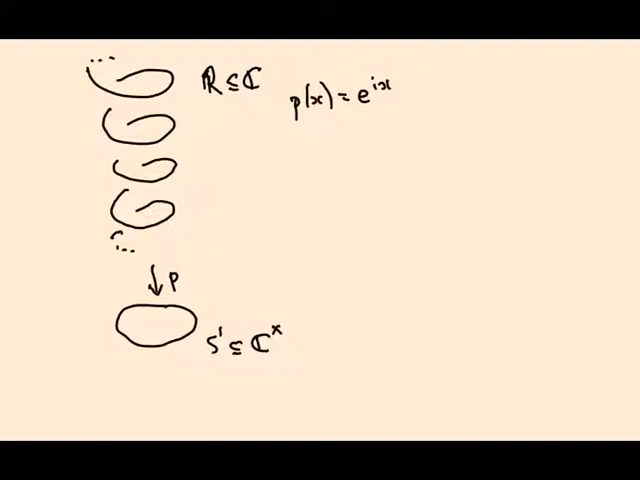 ...
ℝ ⊆ ℂ
p(x) = e^{ix}
...
↓ p
S¹ ⊆ ℂ^×